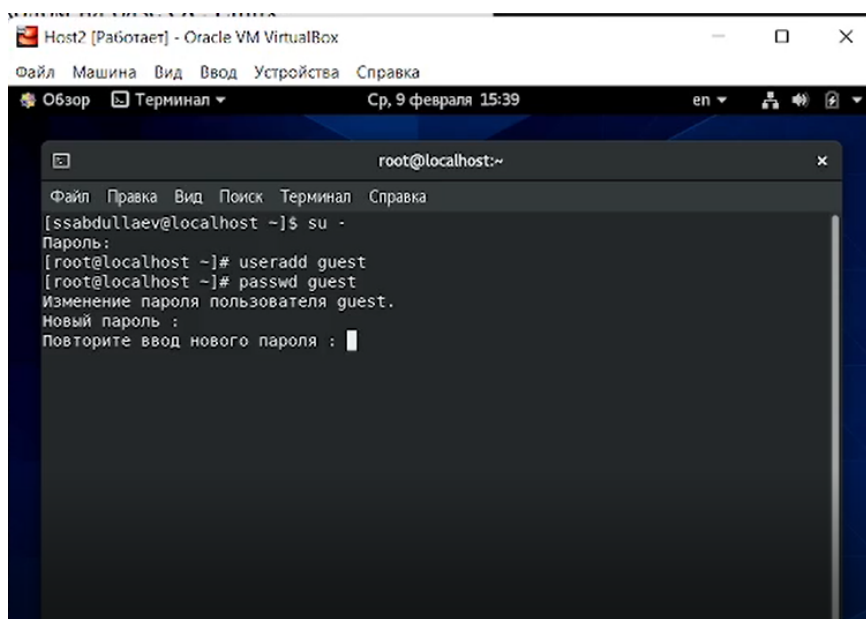 Host2 [Работает] - Oracle VM VirtualBox
Файл Машина Вид Ввод Устройства Справка
Обзор Терминал Ср, 9 февраля 15:39 en
root@localhost:~
Файл Правка Вид Поиск Терминал Справка
[ssabdullaev@localhost ~]$ su -
Пароль:
[root@localhost ~]# useradd guest
[root@localhost ~]# passwd guest
Изменение пароля пользователя guest.
Новый пароль :
Повторите ввод нового пароля :